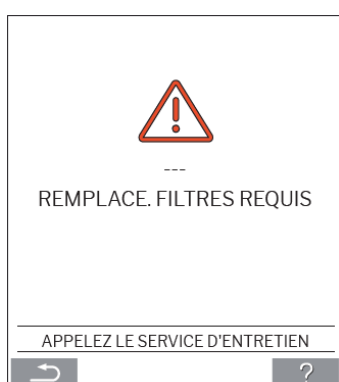 ---
REMPLACE. FILTRES REQUIS
APPELEZ LE SERVICE D'ENTRETIEN
?